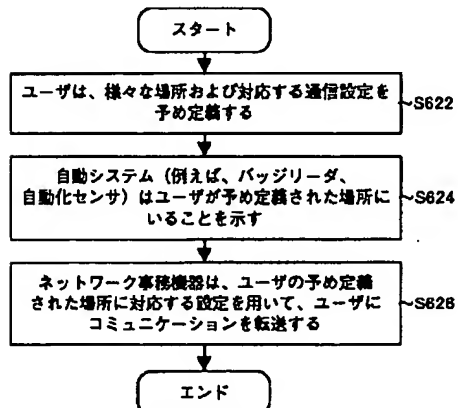 スタート
ユーザは、様々な場所および対応する通信設定を
予め定義する
S622
自動システム（例えば、バッジリーダ、
自動化センサ）はユーザが予め定義された場所に
いることを示す
S624
ネットワーク事務機器は、ユーザの予め定義
された場所に対応する設定を用いて、ユーザに
コミュニケーションを転送する
S626
エンド